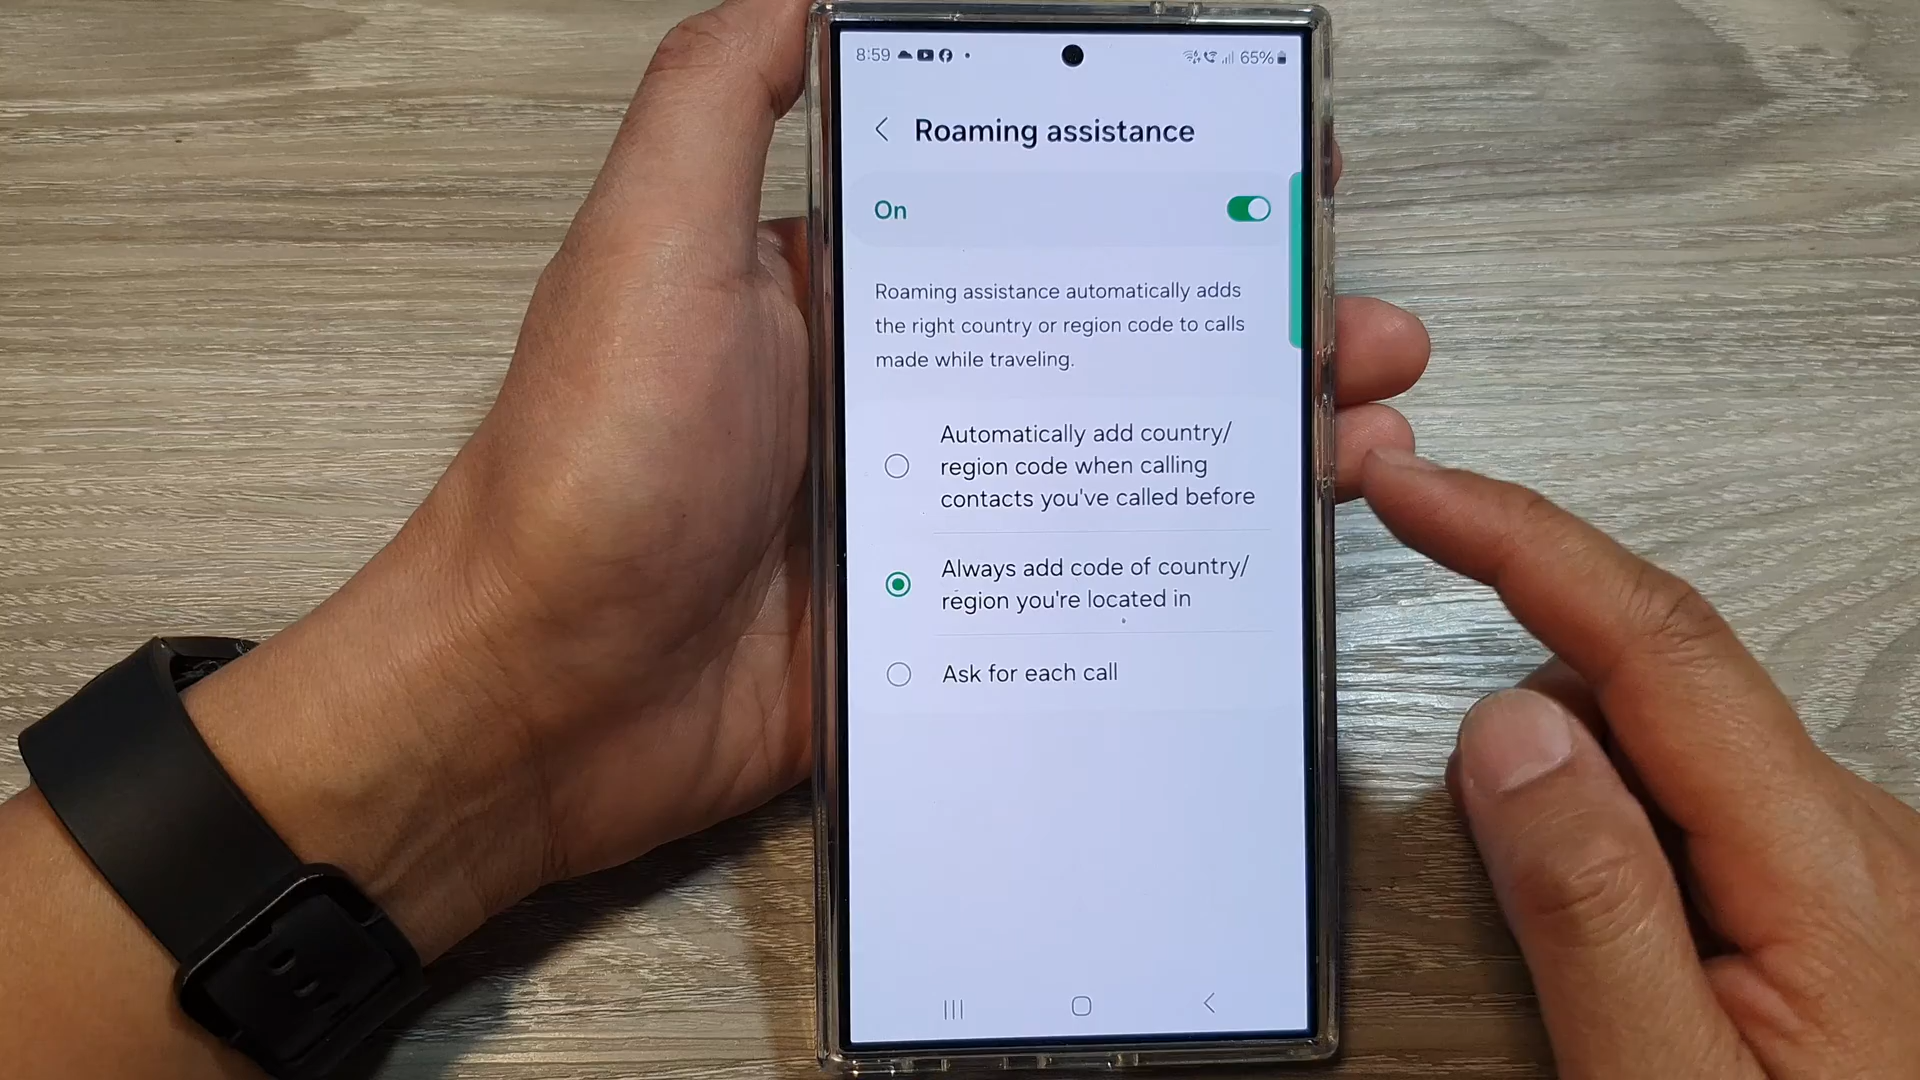 8:59
65%
Roaming assistance
On
Roaming assistance automatically adds
the right country or region code to calls
made while traveling.
Automatically add country/
region code when calling
contacts you've called before
Always add code of country/
region you're located in
Ask for each call